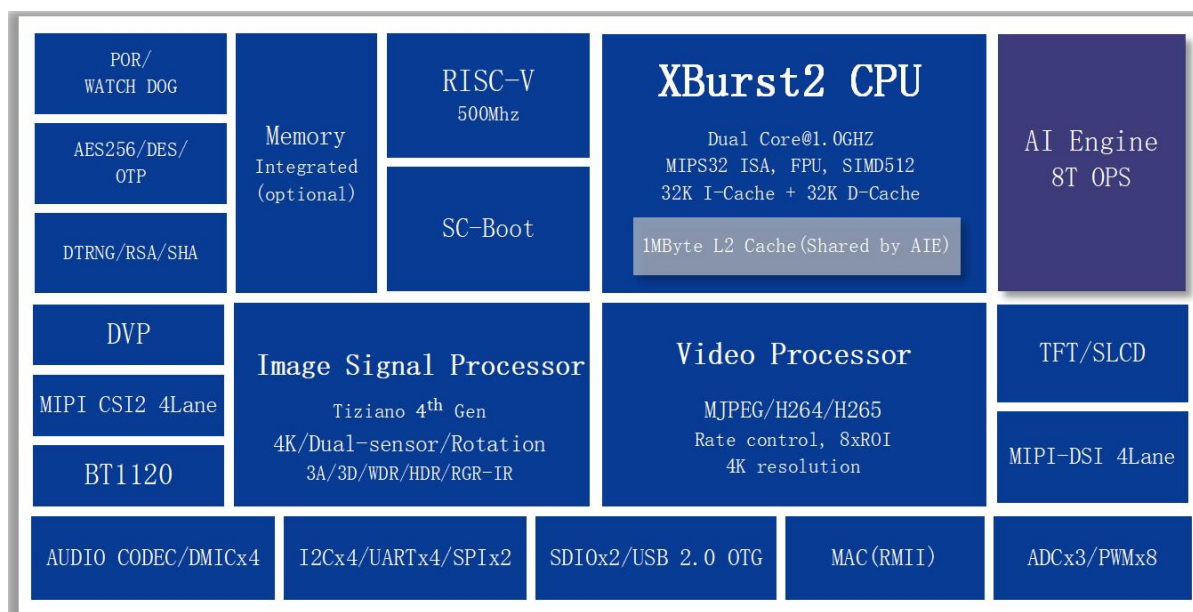 POR/
WATCH DOG
AES256/DES/
OTP
DTRNG/RSA/SHA
Memory
Integrated
(optional)
RISC-V
500Mhz
SC-Boot
XBurst2 CPU
Dual Core@1.0GHZ
MIPS32 ISA, FPU, SIMD512
32K I-Cache + 32K D-Cache
1MByte L2 Cache(Shared by AIE)
AI Engine
8T OPS
DVP
MIPI CSI2 4Lane
BT1120
Image Signal Processor
Tiziano 4th Gen
4K/Dual-sensor/Rotation
3A/3D/WDR/HDR/RGR-IR
Video Processor
MJPEG/H264/H265
Rate control, 8xROI
4K resolution
TFT/SLCD
MIPI-DSI 4Lane
AUDIO CODEC/DMICx4
I2Cx4/UARTx4/SPIx2
SDIOx2/USB 2.0 OTG
MAC(RMII)
ADCx3/PWMx8